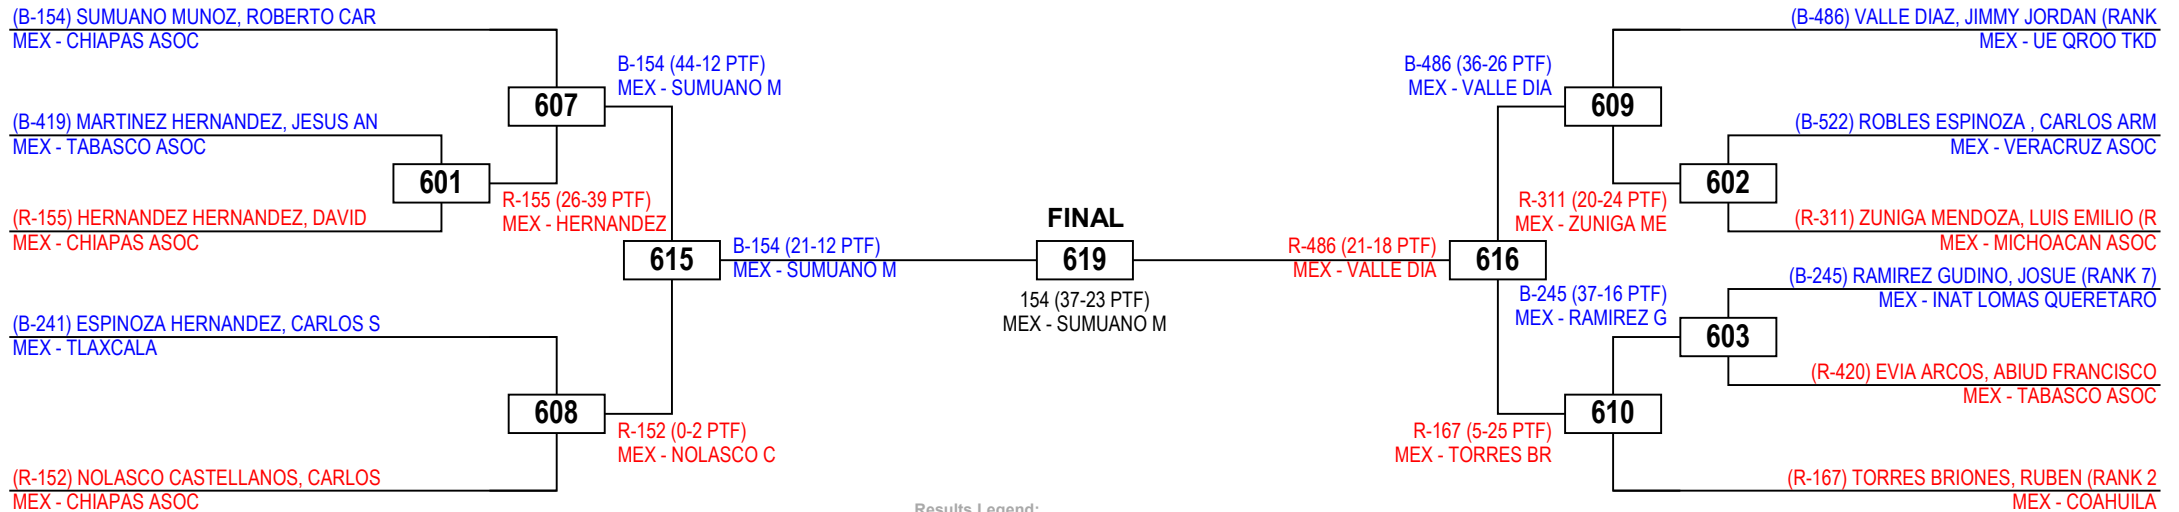 (B-154) SUMUANO MUNOZ, ROBERTO CAR
MEX - CHIAPAS ASOC
B-154 (44-12 PTF)
MEX - SUMUANO M
607
(B-419) MARTINEZ HERNANDEZ, JESUS AN
MEX - TABASCO ASOC
601
R-155 (26-39 PTF)
MEX - HERNANDEZ
(R-155) HERNANDEZ HERNANDEZ, DAVID
MEX - CHIAPAS ASOC
615
B-154 (21-12 PTF)
MEX - SUMUANO M
(B-241) ESPINOZA HERNANDEZ, CARLOS S
MEX - TLAXCALA
608
R-152 (0-2 PTF)
MEX - NOLASCO C
(R-152) NOLASCO CASTELLANOS, CARLOS
MEX - CHIAPAS ASOC
FINAL
619
154 (37-23 PTF)
MEX - SUMUANO M
Results Legend:
(B-486) VALLE DIAZ, JIMMY JORDAN (RANK
MEX - UE QROO TKD
B-486 (36-26 PTF)
MEX - VALLE DIA
609
(B-522) ROBLES ESPINOZA , CARLOS ARM
MEX - VERACRUZ ASOC
602
R-311 (20-24 PTF)
MEX - ZUNIGA ME
(R-311) ZUNIGA MENDOZA, LUIS EMILIO (R
MEX - MICHOACAN ASOC
R-486 (21-18 PTF)
MEX - VALLE DIA
616
(B-245) RAMIREZ GUDINO, JOSUE (RANK 7)
MEX - INAT LOMAS QUERETARO
B-245 (37-16 PTF)
MEX - RAMIREZ G
603
(R-420) EVIA ARCOS, ABIUD FRANCISCO
MEX - TABASCO ASOC
610
R-167 (5-25 PTF)
MEX - TORRES BR
(R-167) TORRES BRIONES, RUBEN (RANK 2
MEX - COAHUILA